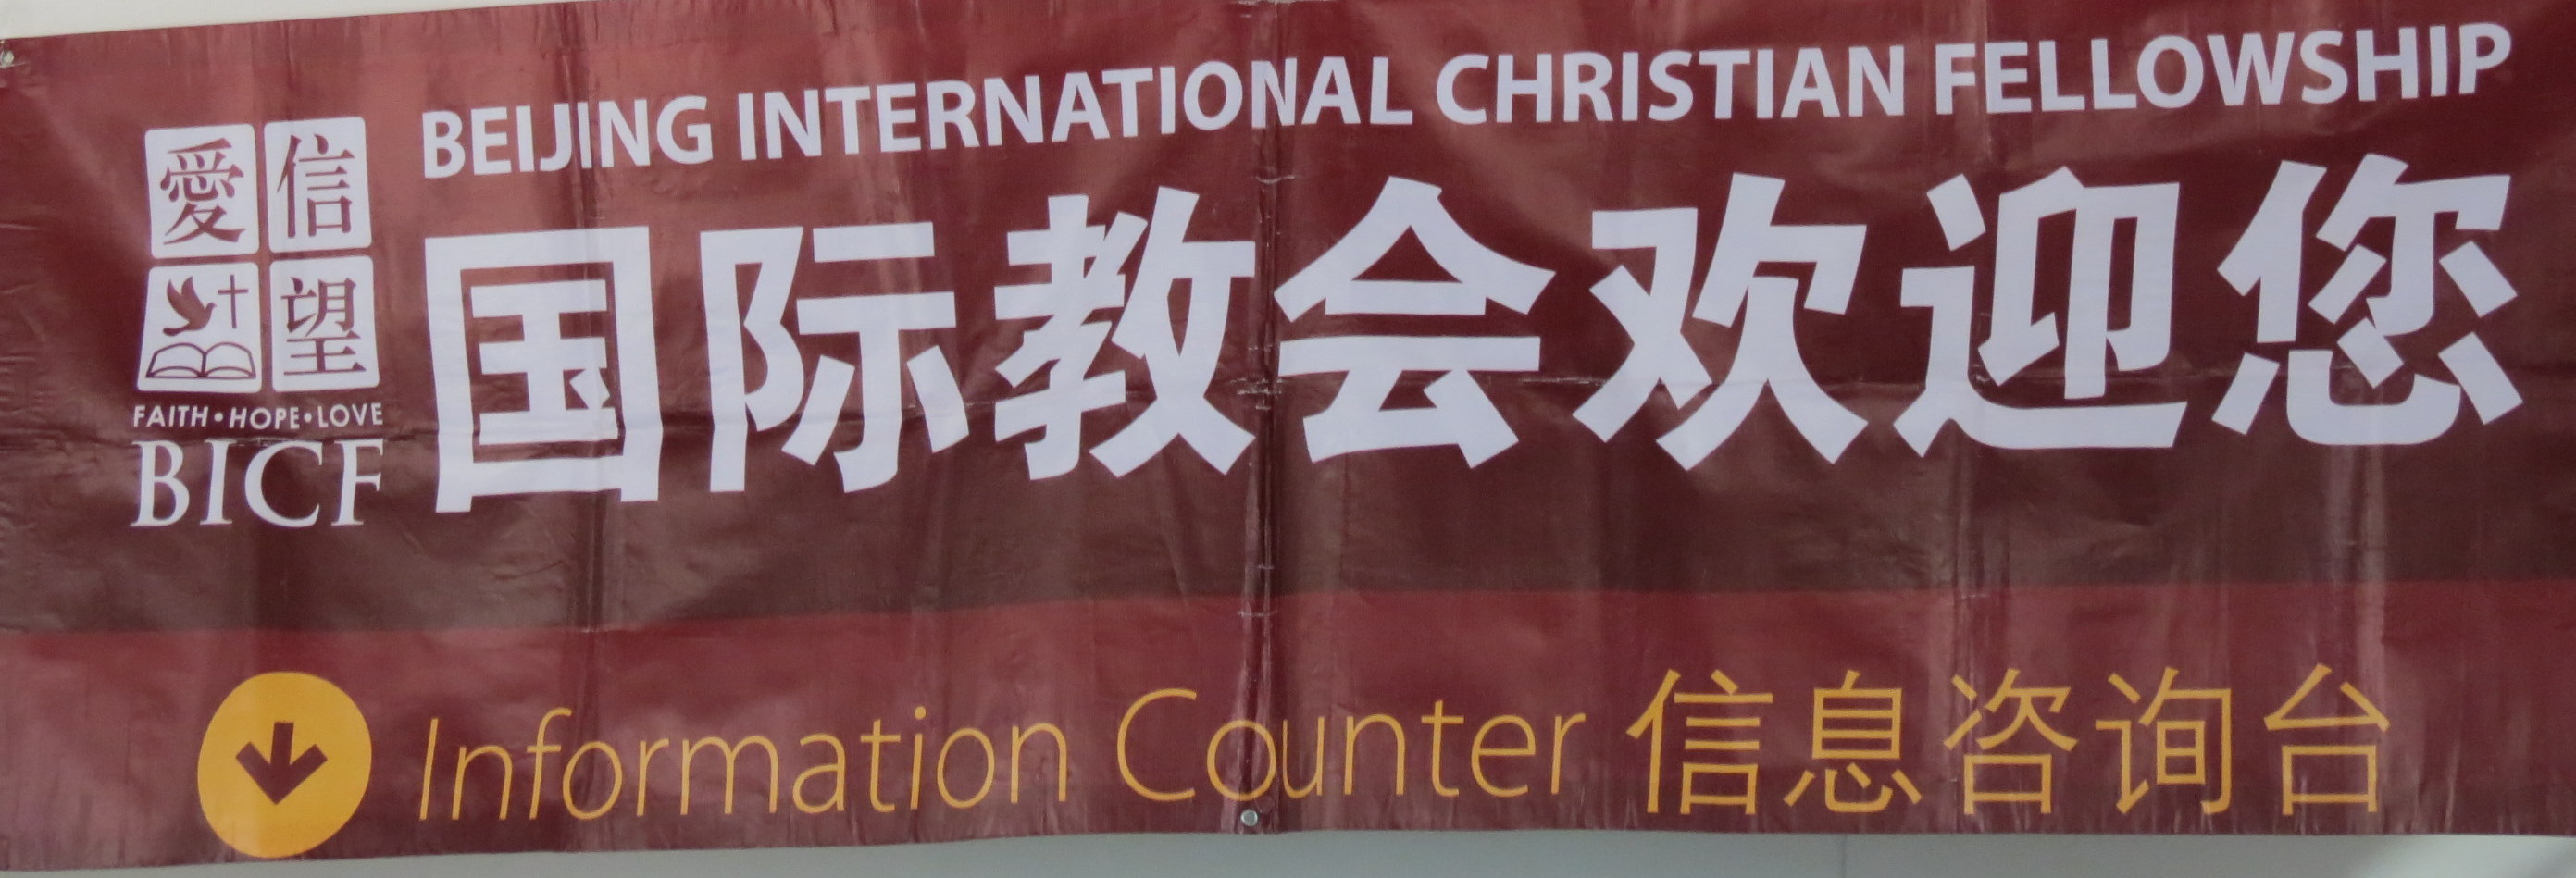 愛 信
望
FAITH•HOPE•LOVE
BICF
BEIJING INTERNATIONAL CHRISTIAN FELLOWSHIP
国际教会欢迎您
Information Counter 信息咨询台